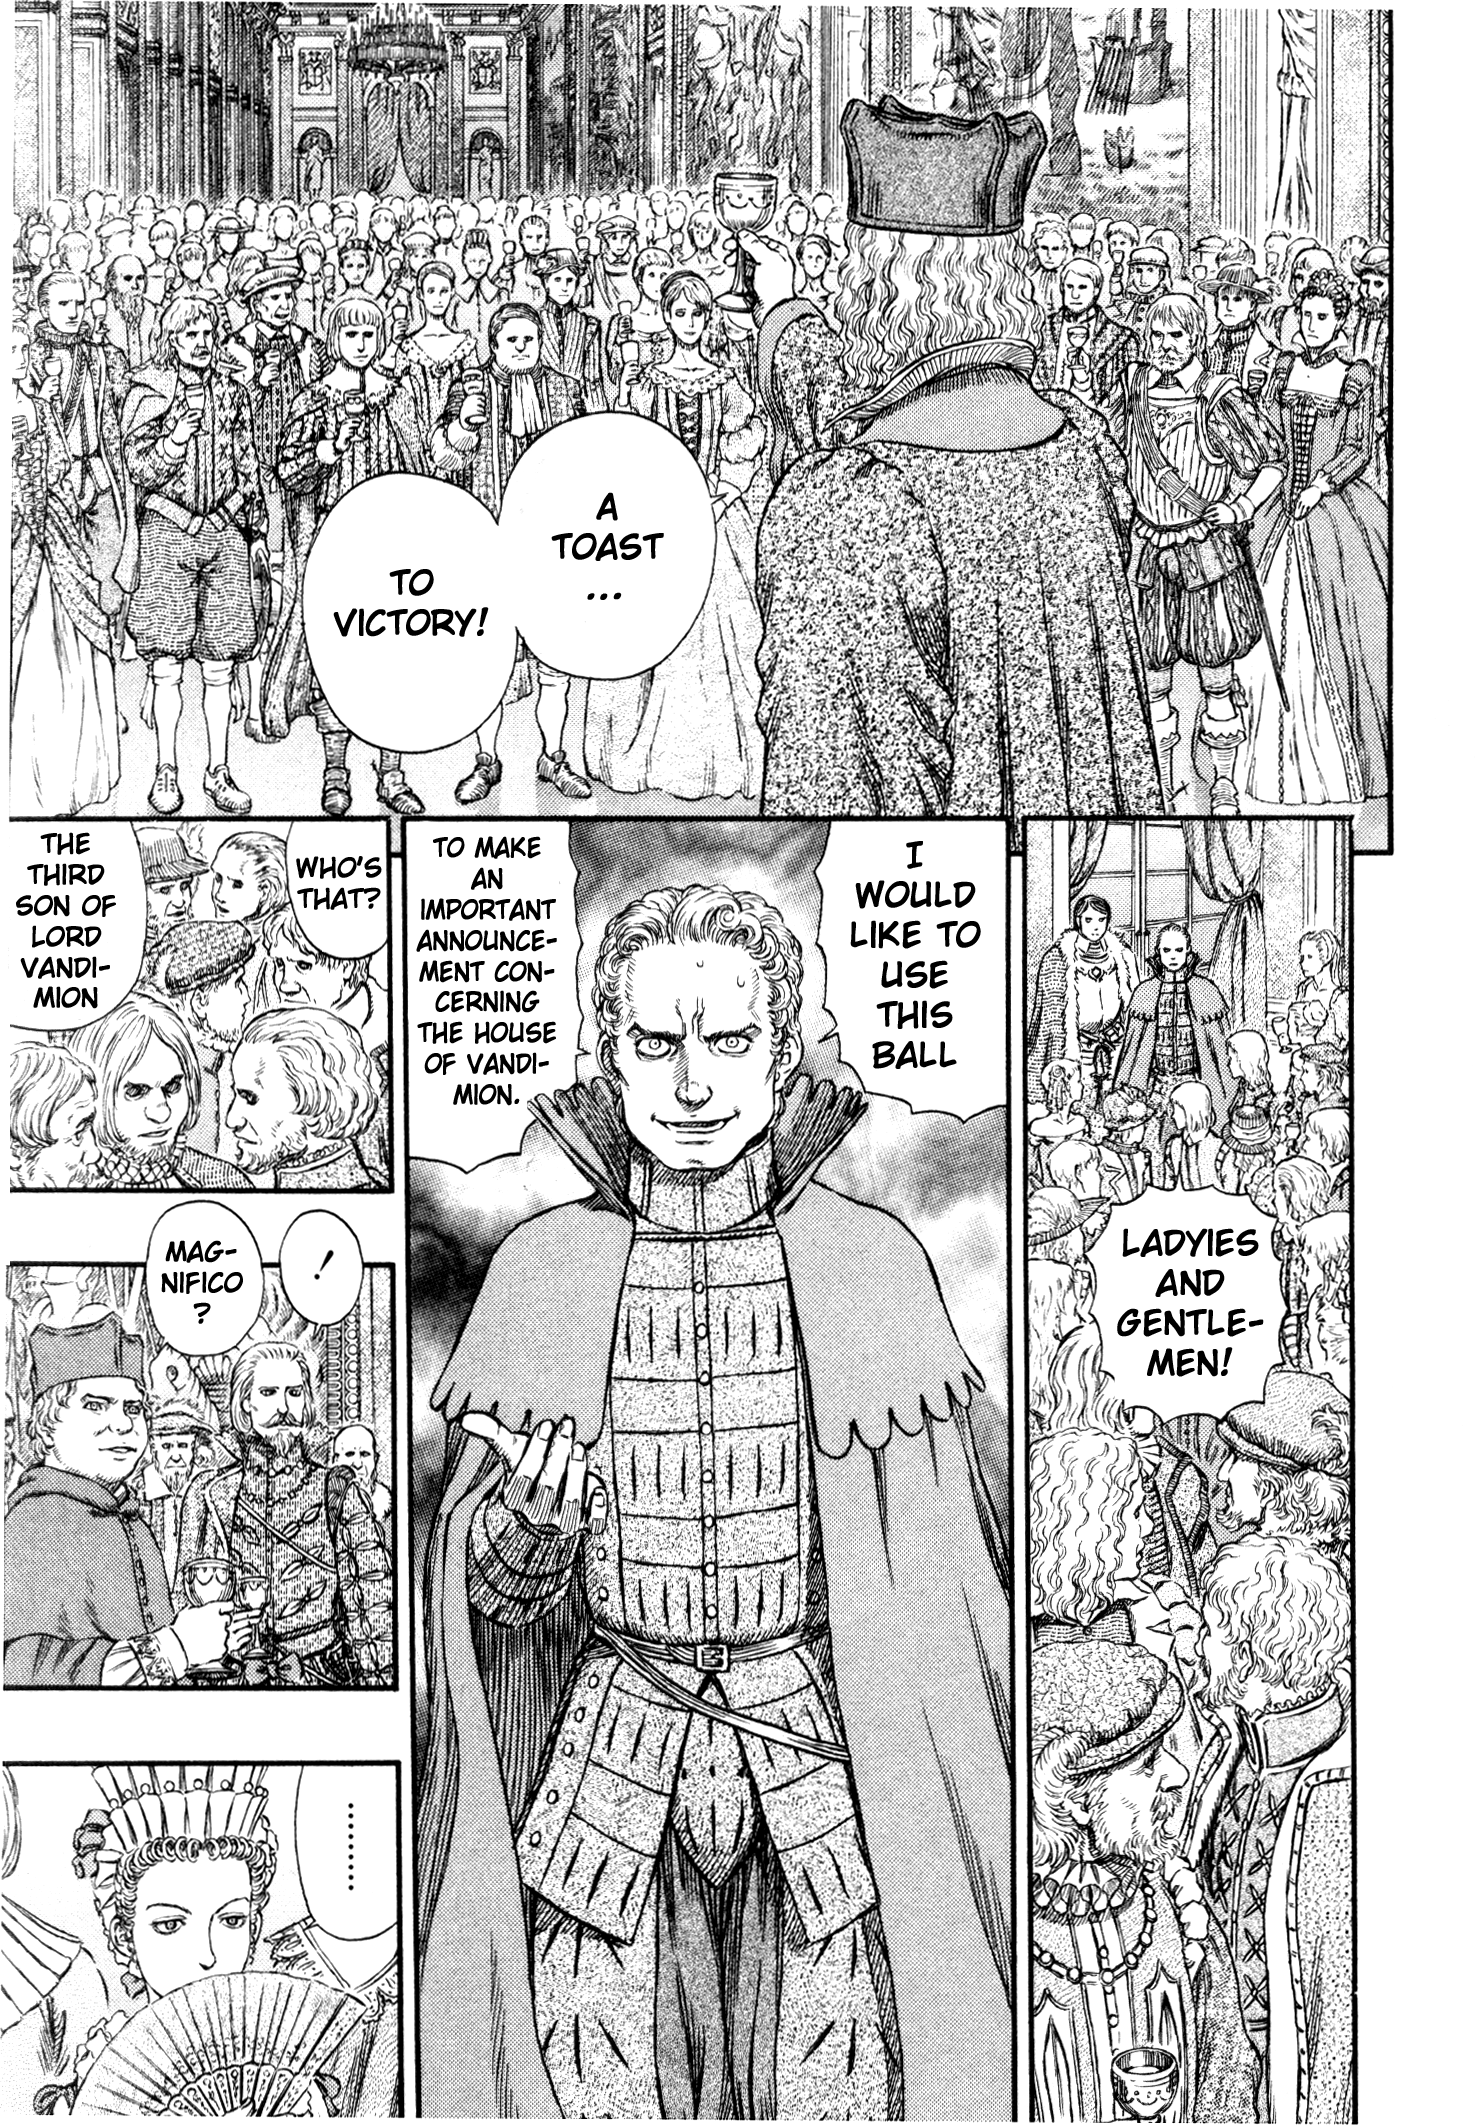 A
TOAST
...
TO
VICTORY!
LADYIES
AND
GENTLE-
MEN!
I
WOULD
LIKE TO
USE
THIS
BALL
TO MAKE
AN
IMPORTANT
ANNOUNCE-
MENT CON-
CERNING
THE HOUSE
OF VANDI-
MION.
WHO'S
THAT?
THE
THIRD
SON OF
LORD
VANDI-
MION
!
MAG-
NIFICO
?
.........